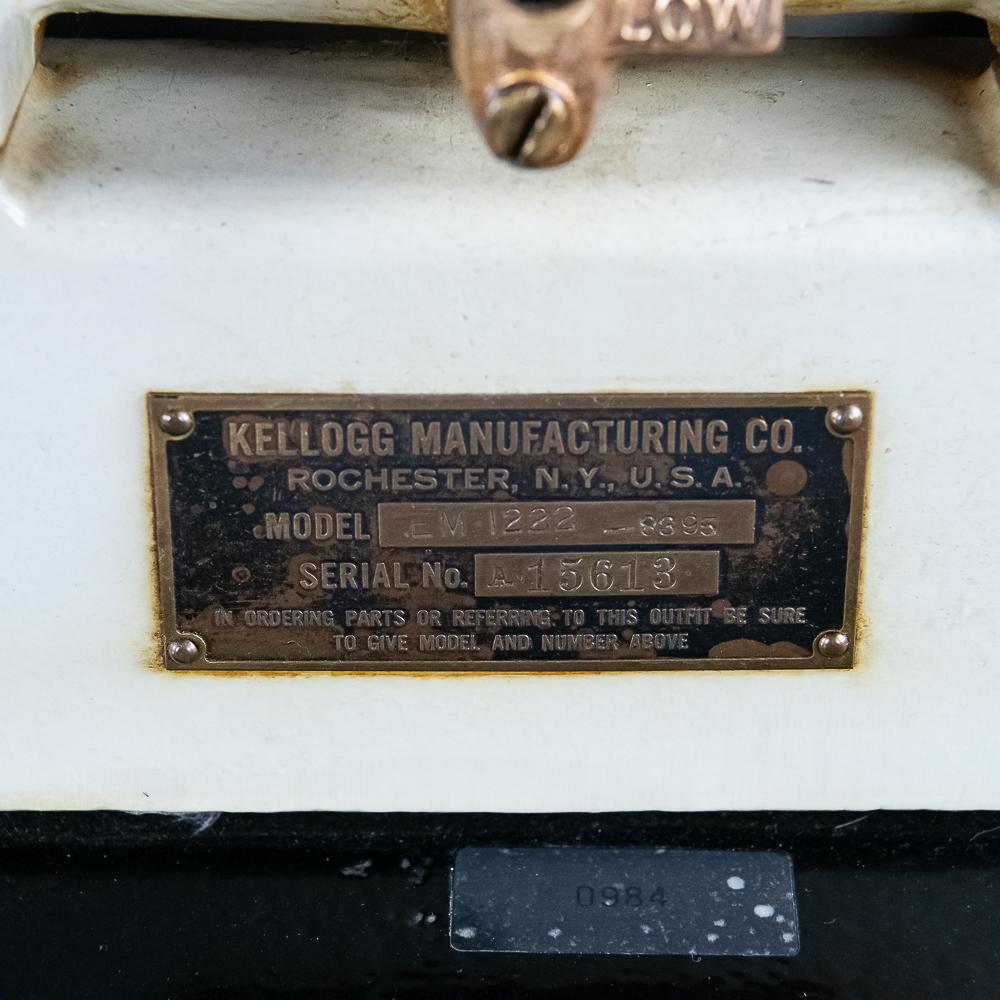 LOW
KELLOGG MANUFACTURING CO.
ROCHESTER, N.Y., U.S.A.
MODEL EM 1222 - 8395
SERIAL No. A 15613
IN ORDERING PARTS OR REFERRING TO THIS OUTFIT BE SURE
TO GIVE MODEL AND NUMBER ABOVE
0984